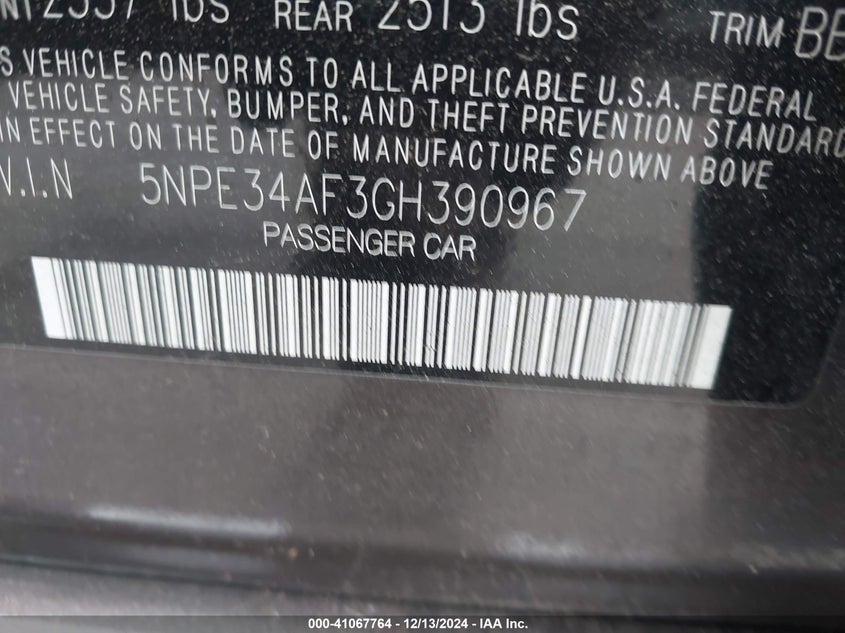 REAR 2513 lbs TRIM
VEHICLE CONFORMS TO ALL APPLICABLE U.S.A. FEDERAL
VEHICLE SAFETY, BUMPER, AND THEFT PREVENTION STANDARD
IN EFFECT ON THE DATE OF MANUFACTURE SHOWN ABOVE
V.I.N 5NPE34AF3GH390967
PASSENGER CAR
000-41067764 - 12/13/2024 - IAA Inc.